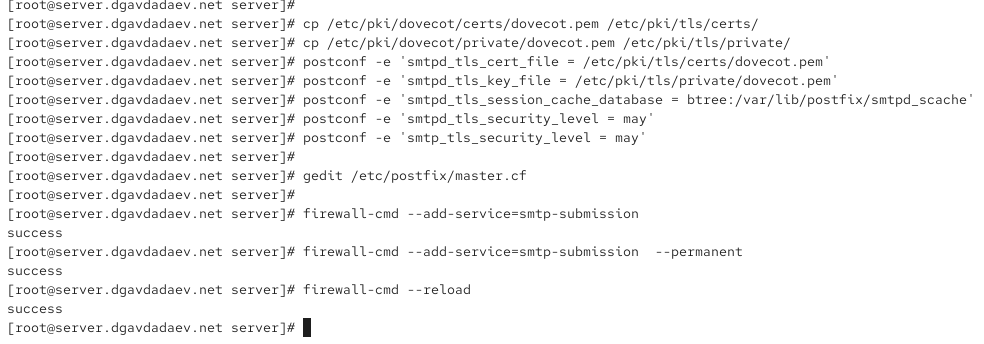 [root@server.dgavdadaev.net server]#
[root@server.dgavdadaev.net server]# cp /etc/pki/dovecot/certs/dovecot.pem /etc/pki/tls/certs/
[root@server.dgavdadaev.net server]# cp /etc/pki/dovecot/private/dovecot.pem /etc/pki/tls/private/
[root@server.dgavdadaev.net server]# postconf -e 'smtpd_tls_cert_file = /etc/pki/tls/certs/dovecot.pem'
[root@server.dgavdadaev.net server]# postconf -e 'smtpd_tls_key_file = /etc/pki/tls/private/dovecot.pem'
[root@server.dgavdadaev.net server]# postconf -e 'smtpd_tls_session_cache_database = btree:/var/lib/postfix/smtpd_scache'
[root@server.dgavdadaev.net server]# postconf -e 'smtpd_tls_security_level = may'
[root@server.dgavdadaev.net server]# postconf -e 'smtp_tls_security_level = may'
[root@server.dgavdadaev.net server]#
[root@server.dgavdadaev.net server]# gedit /etc/postfix/master.cf
[root@server.dgavdadaev.net server]#
[root@server.dgavdadaev.net server]# firewall-cmd --add-service=smtp-submission
success
[root@server.dgavdadaev.net server]# firewall-cmd --add-service=smtp-submission  --permanent
success
[root@server.dgavdadaev.net server]# firewall-cmd --reload
success
[root@server.dgavdadaev.net server]#